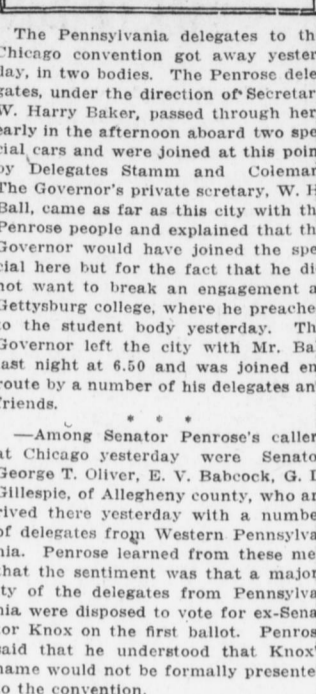 The Pennsylvania delegates to th
Chicago convention got away yester
day, in two bodies. The Penrose dele
gates, under the direction of Secretar
W. Harry Baker, passed through her
early in the afternoon aboard two spe
cial cars and were joined at this poin
by Delegates Stamm and Coleman
The Governor's private scretary, W. H
Ball, came as far as this city with th
Penrose people and explained that th
Governor would have joined the spe
cial here but for the fact that he di
not want to break an engagement a
Gettysburg college, where he preache
to the student body yesterday. Th
Governor left the city with Mr. Ba
last night at 6.50 and was joined en
route by a number of his delegates an
friends.
* * *
—Among Senator Penrose's caller
at Chicago yesterday were Senato
George T. Oliver, E. V. Babcock, G. I
Gillespie, of Allegheny county, who ar
rived there yesterday with a numbe
of delegates from Western Pennsylva
nia. Penrose learned from these me
that the sentiment was that a major
ity of the delegates from Pennsylva
nia were disposed to vote for ex-Sena
tor Knox on the first ballot. Penros
said that he understood that Knox'
name would not be formally presente
to the convention.